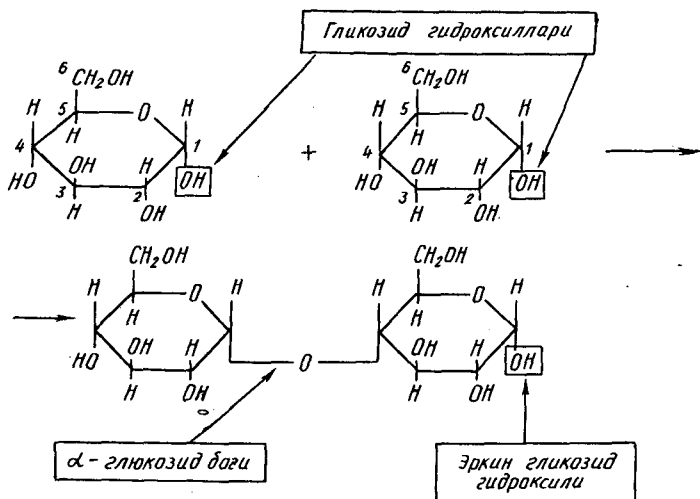 Гликозид гидроксиллари
6
CH₂OH
6
CH₂OH
H 5 O H
H 5 O H
H
H
4 OH H 1
+
4 OH H 1
HO 3 2 OH
HO 3 2 OH
H OH
H OH
CH₂OH
CH₂OH
H O H
H O H
H
H
OH H
OH H
HO
O
OH
H OH
H OH
α - глюкозид боғи
Эркин гликозид
гидроксили